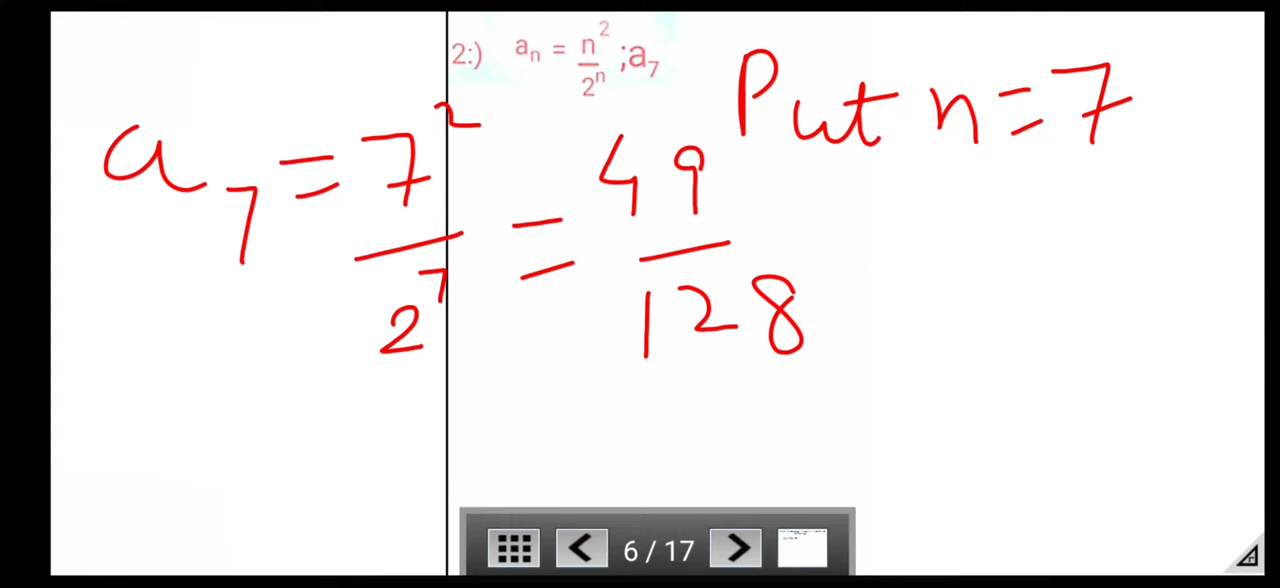 2:) aₙ = n²/2ⁿ ;a₇
Put n=7
a₇ = 7²/2⁷ = 49/128
6 / 17